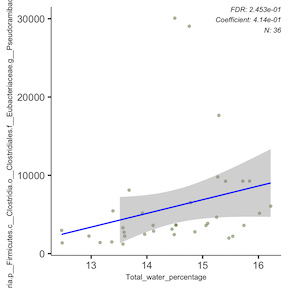 FDR: 2.453e-01
Coefficient: 4.14e-01
N: 36
ria.p__Firmicutes.c__Clostridia.o__Clostridiales.f__Eubacteriaceae.g__Pseudoramibac
30000
20000
10000
0
13
14
15
16
Total_water_percentage